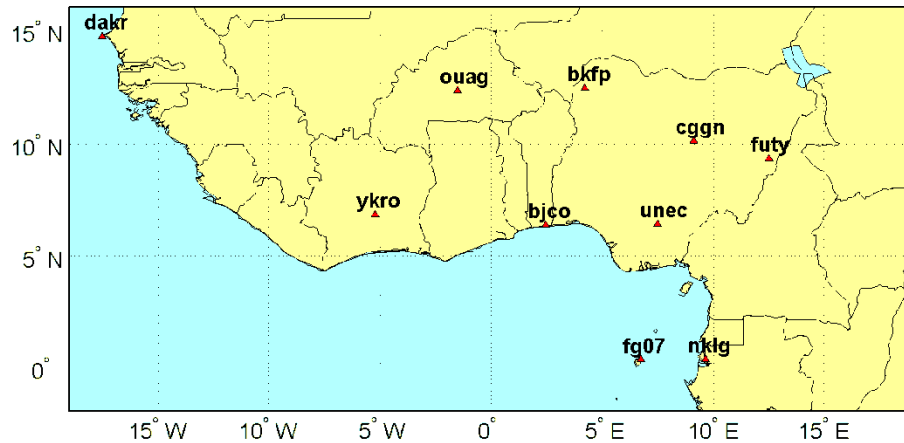 15° N
dakr
ouag
bkfp
cggn
10° N
futy
ykro
bjco
unec
5° N
fg07
nklg
0°
15° W
10° W
5° W
0°
5° E
10° E
15° E